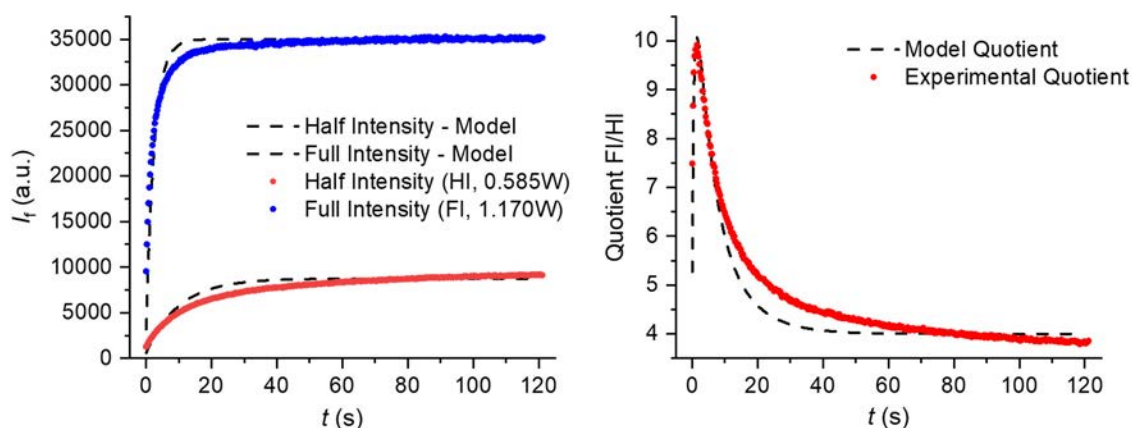 35000
30000
25000
20000
15000
10000
5000
0
I_f (a.u.)
Half Intensity - Model
Full Intensity - Model
Half Intensity (HI, 0.585W)
Full Intensity (FI, 1.170W)
0 20 40 60 80 100 120
t (s)
10
9
8
7
6
5
4
Quotient FI/HI
Model Quotient
Experimental Quotient
0 20 40 60 80 100 120
t (s)